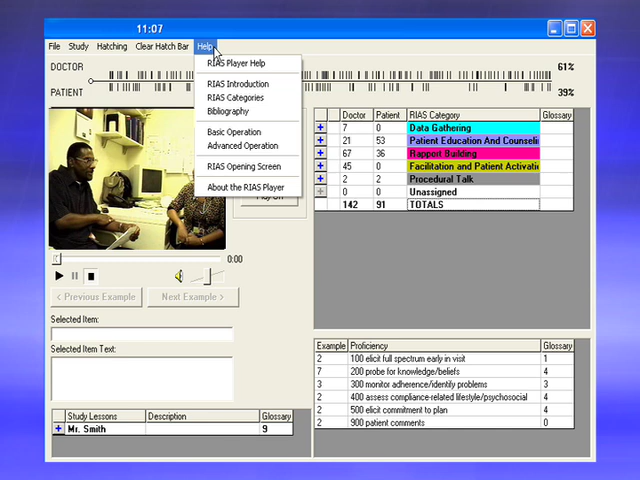 11:07
File Study Hatching Clear Hatch Bar Help
DOCTOR 61%
PATIENT 39%
RIAS Player Help
RIAS Introduction
RIAS Categories
Bibliography
Basic Operation
Advanced Operation
RIAS Opening Screen
About the RIAS Player
Play Off
0:00
< Previous Example Next Example >
Selected Item:
Selected Item Text:
Study Lessons Description Glossary
+ Mr. Smith 9
Doctor Patient RIAS Category Glossary
+ 7 0 Data Gathering
+ 21 53 Patient Education And Counseli
+ 67 36 Rapport Building
+ 45 0 Facilitation and Patient Activati
+ 2 2 Procedural Talk
+ 0 0 Unassigned
142 91 TOTALS
Example Proficiency Glossary
2 100 elicit full spectrum early in visit 1
7 200 probe for knowledge/beliefs 4
3 300 monitor adherence/identify problems 3
2 400 assess compliance-related lifestyle/psychosocial 4
2 500 elicit commitment to plan 4
2 900 patient comments 0